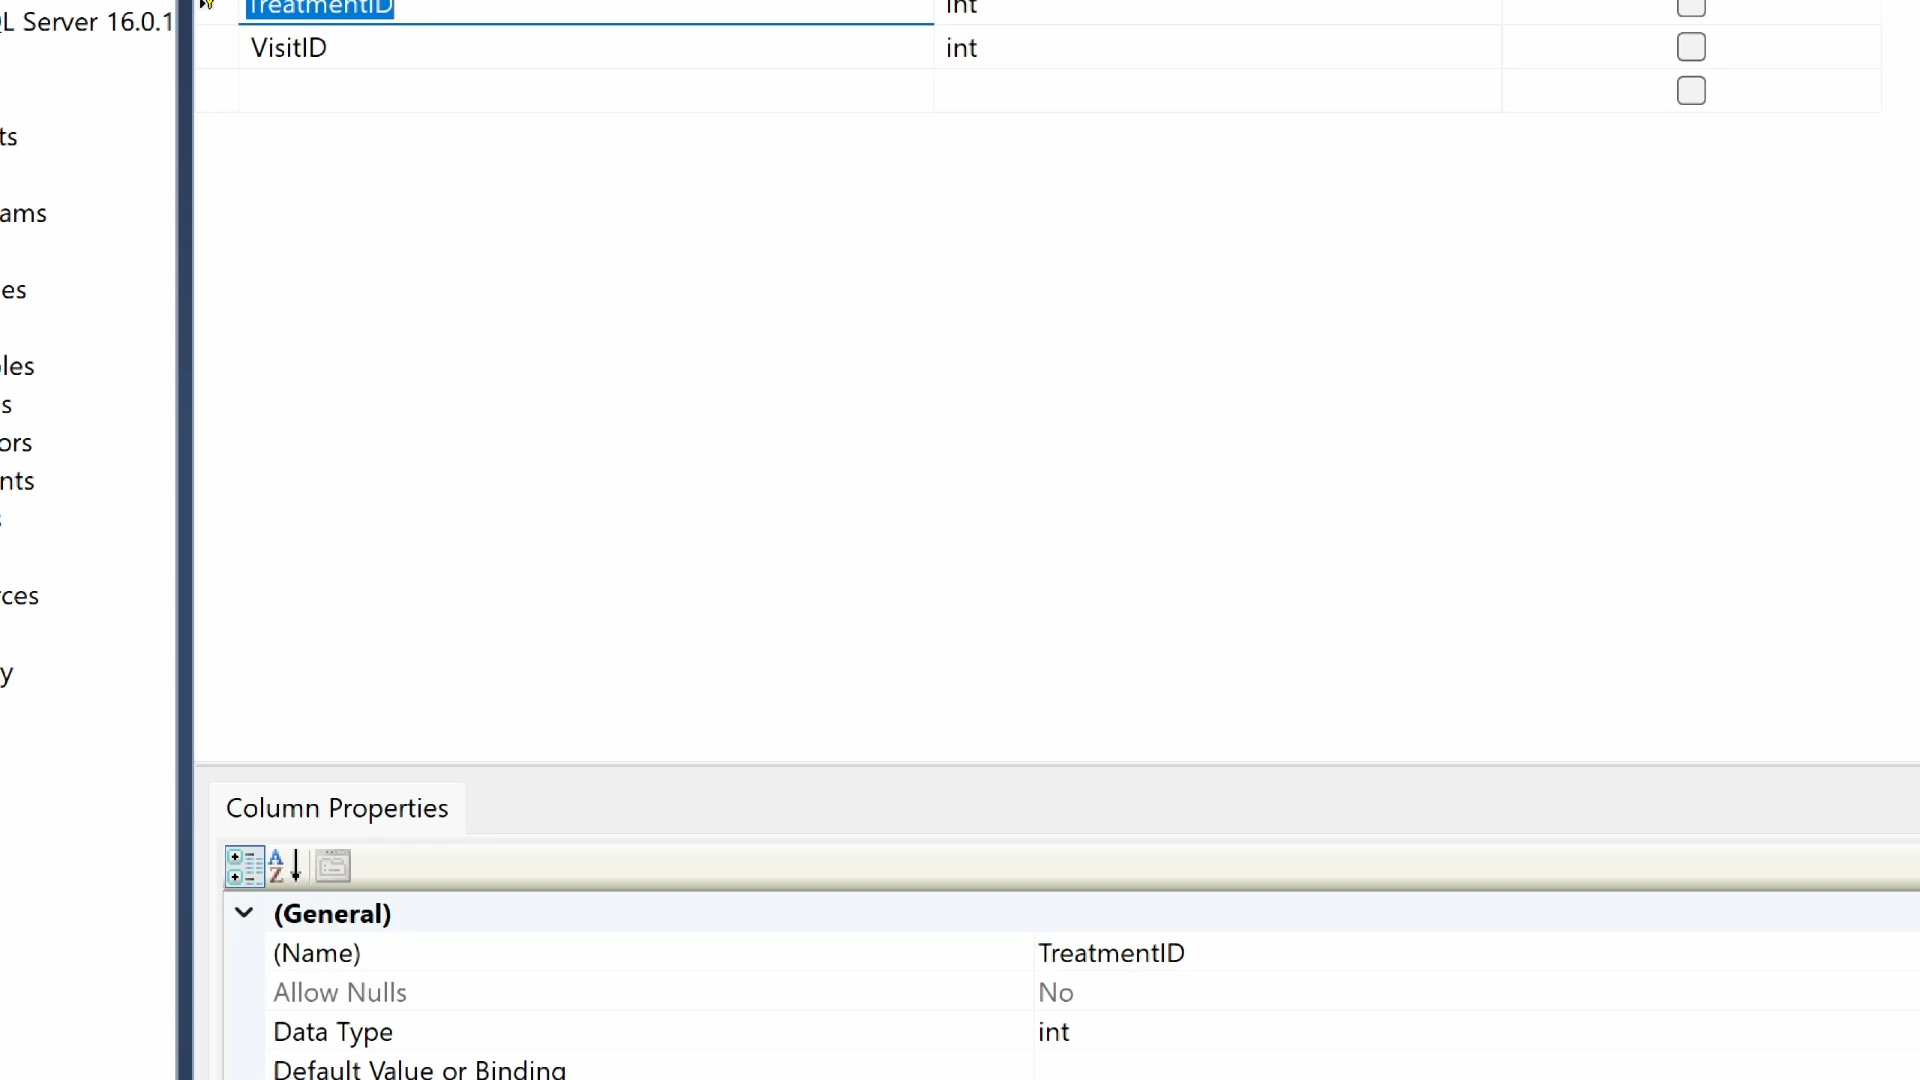 L Server 16.0.1
ts
ams
es
les
s
ors
nts
rces
y
TreatmentID int
VisitID int
Column Properties
(General)
(Name) TreatmentID
Allow Nulls No
Data Type int
Default Value or Binding